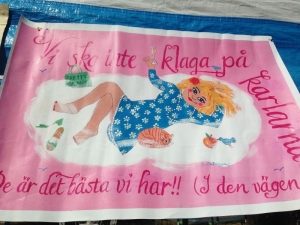 Vi ska inte klaga på karlarna
De är det bästa vi har!! (I den vägen